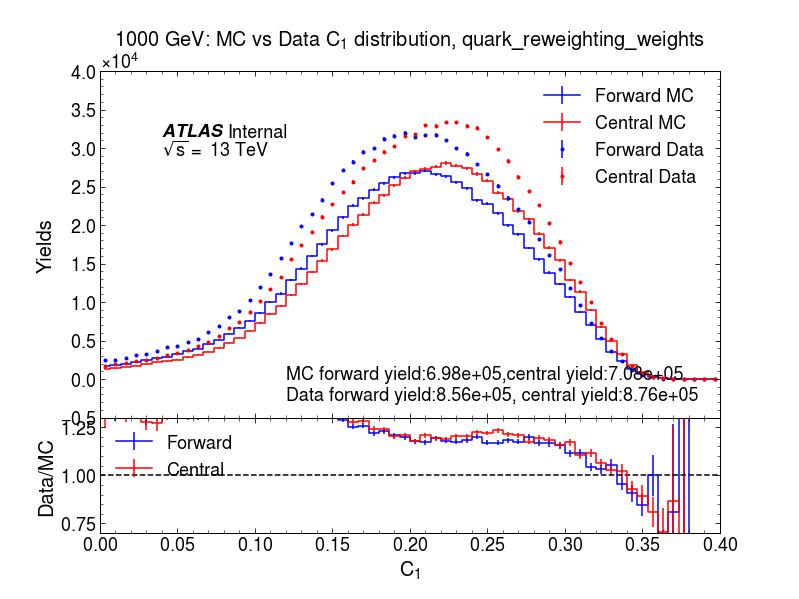 1000 GeV: MC vs Data C1 distribution, quark_reweighting_weights
×10⁴
4.0
3.5
3.0
2.5
2.0
1.5
1.0
0.5
0.0
Yields
ATLAS Internal
√s = 13 TeV
Forward MC
Central MC
Forward Data
Central Data
MC forward yield:6.98e+05,central yield:7.08e+05
Data forward yield:8.56e+05, central yield:8.76e+05
0.5
1.25
1.00
0.75
Data/MC
Forward
Central
0.00 0.05 0.10 0.15 0.20 0.25 0.30 0.35 0.40
C1